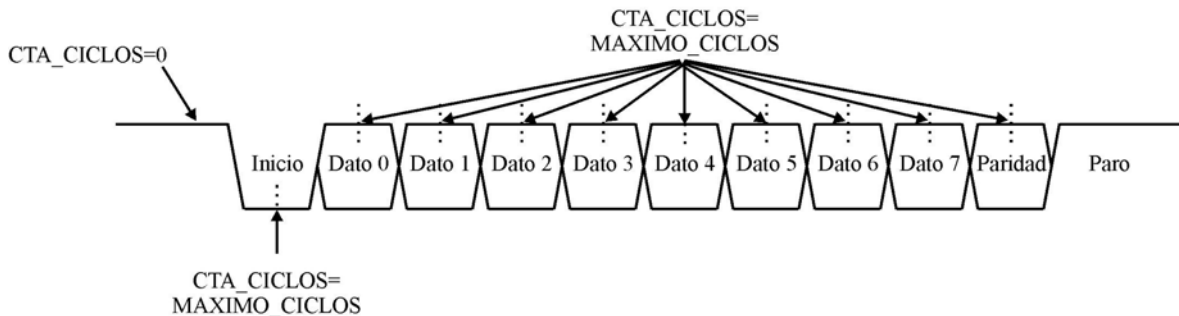 CTA_CICLOS=
MAXIMO_CICLOS
CTA_CICLOS=0
Inicio Dato 0 Dato 1 Dato 2 Dato 3 Dato 4 Dato 5 Dato 6 Dato 7 Paridad Paro
CTA_CICLOS=
MAXIMO_CICLOS